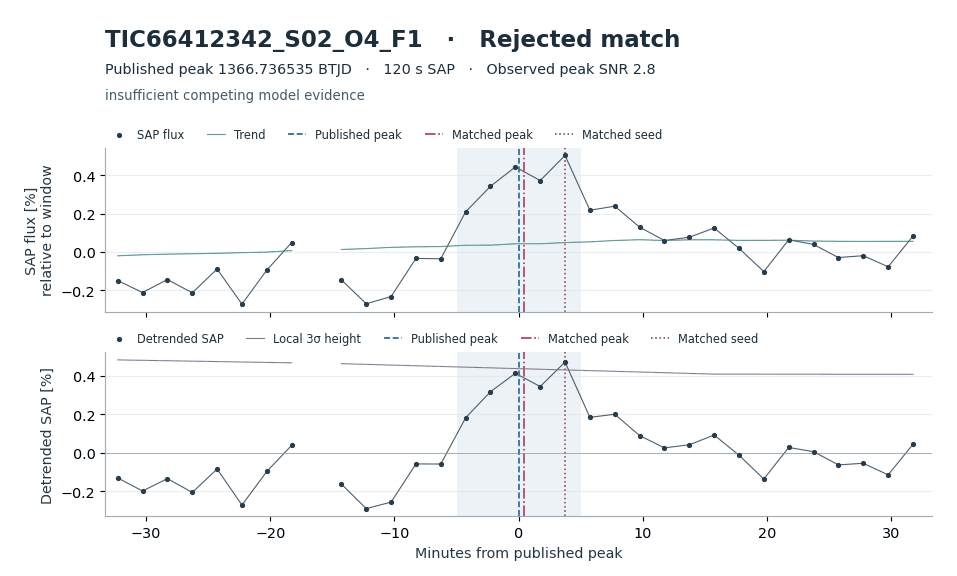 TIC66412342_S02_O4_F1 · Rejected match
Published peak 1366.736535 BTJD · 120 s SAP · Observed peak SNR 2.8
insufficient competing model evidence
SAP flux Trend Published peak Matched peak Matched seed
SAP flux [%]
relative to window
0.4
0.2
0.0
−0.2
Detrended SAP Local 3σ height Published peak Matched peak Matched seed
Detrended SAP [%]
0.4
0.2
0.0
−0.2
−30 −20 −10 0 10 20 30
Minutes from published peak